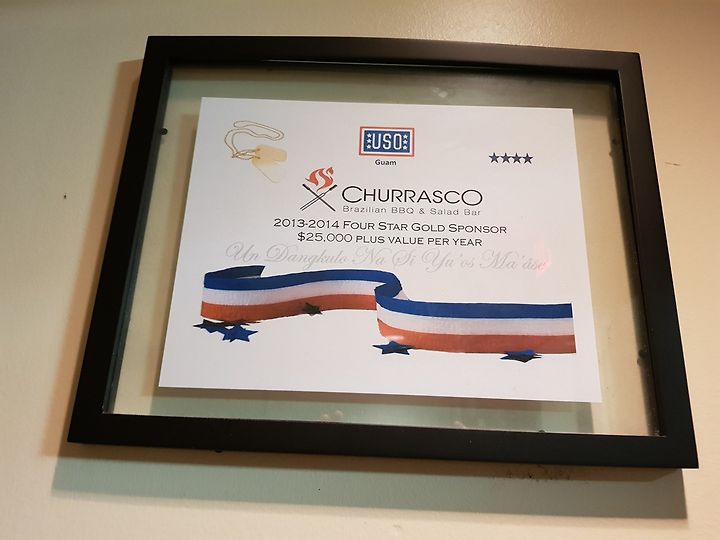 USO
Guam
CHURRASCO
Brazilian BBQ & Salad Bar
2013-2014 FOUR STAR GOLD SPONSOR
$25,000 PLUS VALUE PER YEAR
Un Dangkulo Na Si Yu'os Ma'åse'